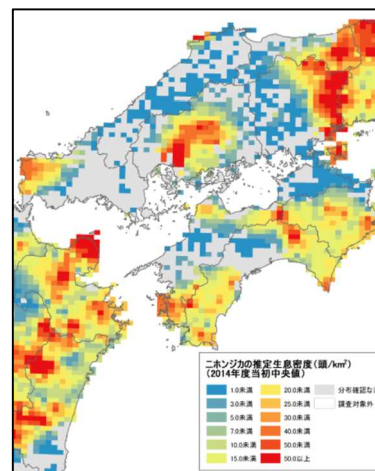 ニホンジカの推定生息密度(頭/km²)
(2014年度当初中央値)
1.0未満
3.0未満
5.0未満
7.0未満
10.0未満
15.0未満
20.0未満
25.0未満
30.0未満
40.0未満
50.0未満
50.0以上
分布確認な
調査対象外